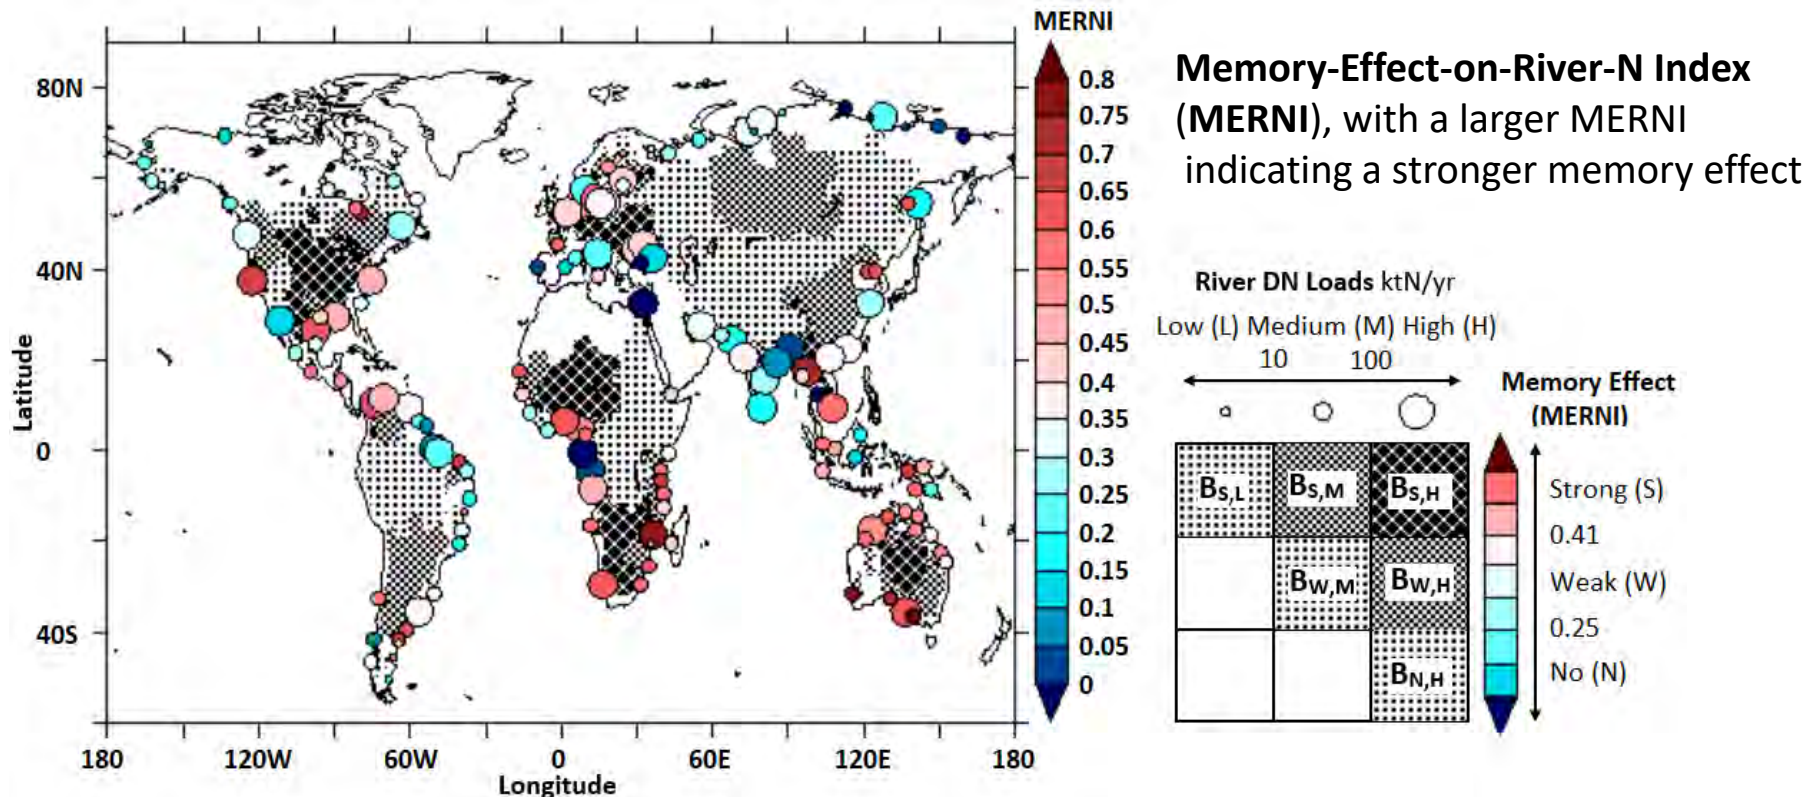 MERNI
80N
40N
0
40S
Latitude
180
120W
60W
0
60E
120E
180
Longitude
0.8
0.75
0.7
0.65
0.6
0.55
0.5
0.45
0.4
0.35
0.3
0.25
0.2
0.15
0.1
0.05
0
Memory-Effect-on-River-N Index
(MERNI), with a larger MERNI
indicating a stronger memory effect
River DN Loads ktN/yr
Low (L) Medium (M) High (H)
10 100
Memory Effect
(MERNI)
BS,L BS,M BS,H
BW,M BW,H
BN,H
Strong (S)
0.41
Weak (W)
0.25
No (N)